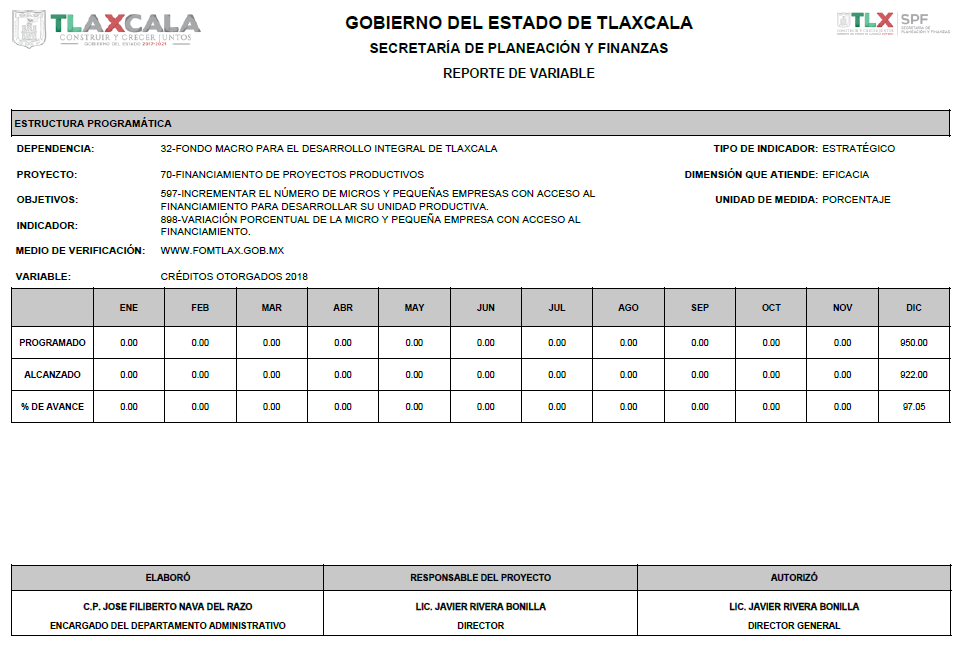 TLAXCALA
CONSTRUIR Y CRECER JUNTOS
GOBIERNO DEL ESTADO 2017-2021
GOBIERNO DEL ESTADO DE TLAXCALA
SECRETARÍA DE PLANEACIÓN Y FINANZAS
REPORTE DE VARIABLE
TLX
SPF
SECRETARÍA DE
PLANEACIÓN Y FINANZAS
ESTRUCTURA PROGRAMÁTICA
DEPENDENCIA: 32-FONDO MACRO PARA EL DESARROLLO INTEGRAL DE TLAXCALA TIPO DE INDICADOR: ESTRATÉGICO
PROYECTO: 70-FINANCIAMIENTO DE PROYECTOS PRODUCTIVOS DIMENSIÓN QUE ATIENDE: EFICACIA
OBJETIVOS: 597-INCREMENTAR EL NÚMERO DE MICROS Y PEQUEÑAS EMPRESAS CON ACCESO AL
FINANCIAMIENTO PARA DESARROLLAR SU UNIDAD PRODUCTIVA. UNIDAD DE MEDIDA: PORCENTAJE
INDICADOR: 898-VARIACIÓN PORCENTUAL DE LA MICRO Y PEQUEÑA EMPRESA CON ACCESO AL
FINANCIAMIENTO.
MEDIO DE VERIFICACIÓN: WWW.FOMTLAX.GOB.MX
VARIABLE: CRÉDITOS OTORGADOS 2018
ENE FEB MAR ABR MAY JUN JUL AGO SEP OCT NOV DIC
PROGRAMADO 0.00 0.00 0.00 0.00 0.00 0.00 0.00 0.00 0.00 0.00 0.00 950.00
ALCANZADO 0.00 0.00 0.00 0.00 0.00 0.00 0.00 0.00 0.00 0.00 0.00 922.00
% DE AVANCE 0.00 0.00 0.00 0.00 0.00 0.00 0.00 0.00 0.00 0.00 0.00 97.05
ELABORÓ RESPONSABLE DEL PROYECTO AUTORIZÓ
C.P. JOSE FILIBERTO NAVA DEL RAZO LIC. JAVIER RIVERA BONILLA LIC. JAVIER RIVERA BONILLA
ENCARGADO DEL DEPARTAMENTO ADMINISTRATIVO DIRECTOR DIRECTOR GENERAL